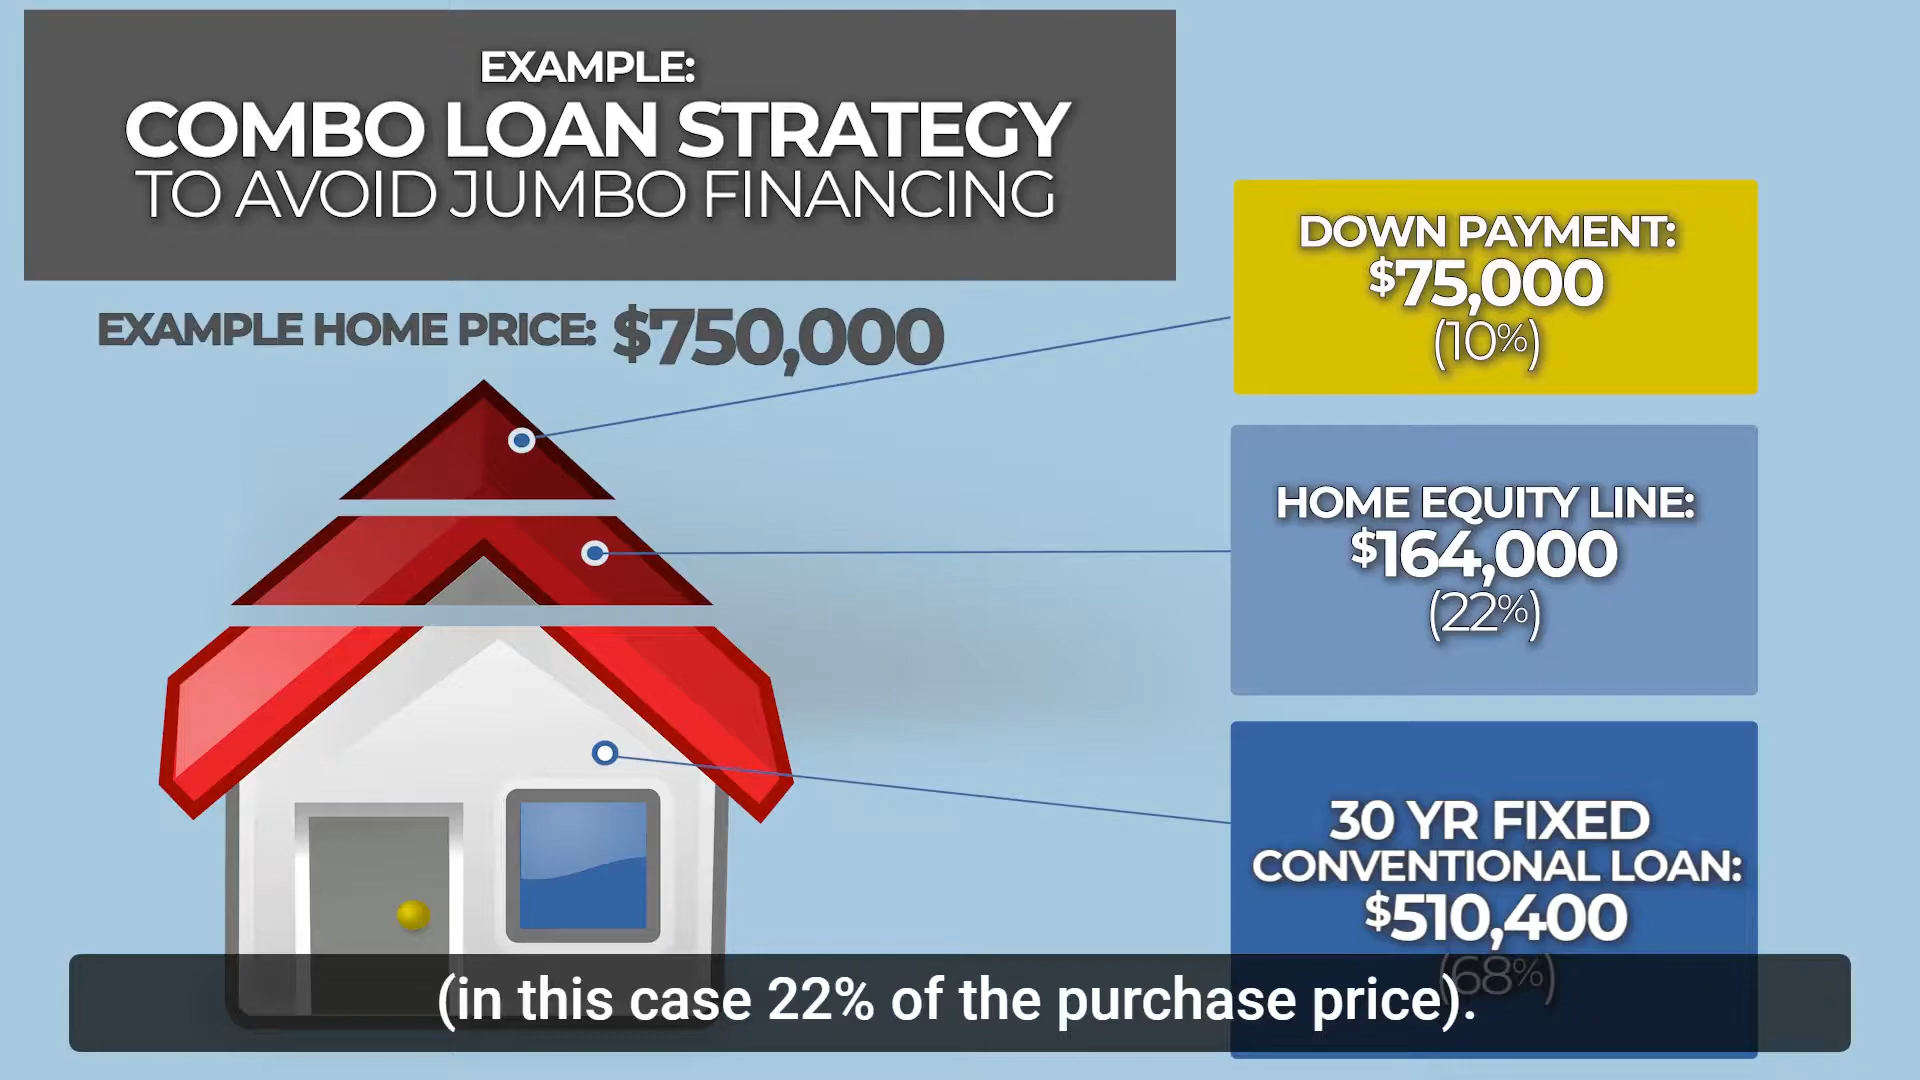 EXAMPLE:
COMBO LOAN STRATEGY
TO AVOID JUMBO FINANCING
EXAMPLE HOME PRICE: $750,000
DOWN PAYMENT:
$75,000
(10%)
HOME EQUITY LINE:
$164,000
(22%)
30 YR FIXED
CONVENTIONAL LOAN:
$510,400
(68%)
(in this case 22% of the purchase price).